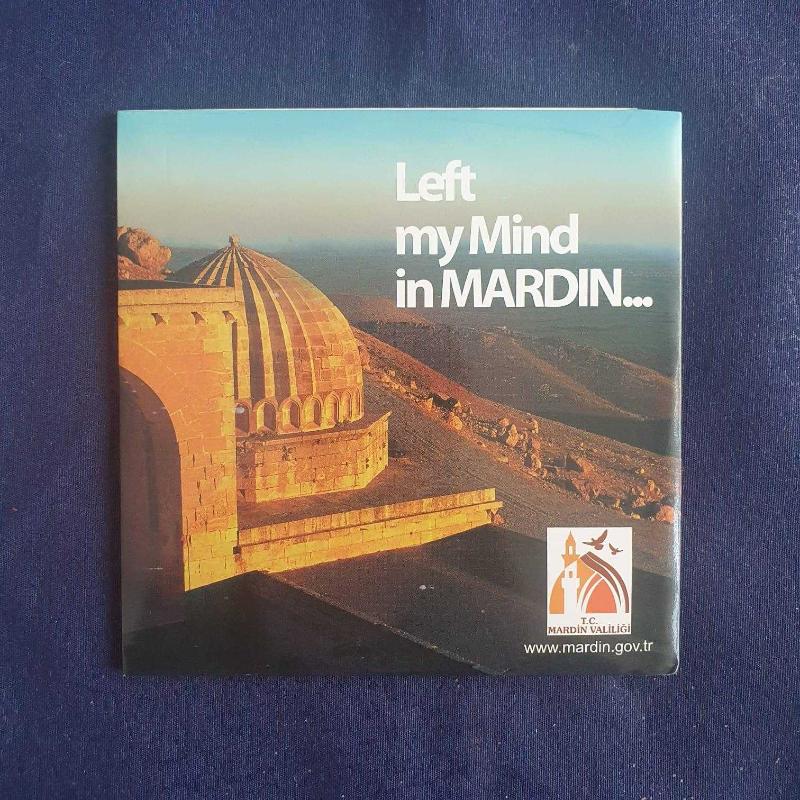 Left
my Mind
in MARDIN...
T.C.
MARDİN VALİLİĞİ
www.mardin.gov.tr